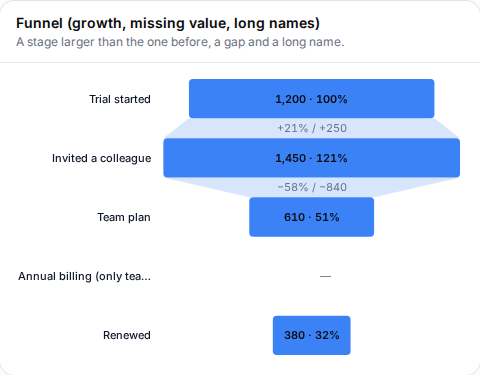 Funnel (growth, missing value, long names)
A stage larger than the one before, a gap and a long name.
Trial started
1,200 · 100%
+21% / +250
Invited a colleague
1,450 · 121%
−58% / −840
Team plan
610 · 51%
Annual billing (only tea...
—
Renewed
380 · 32%